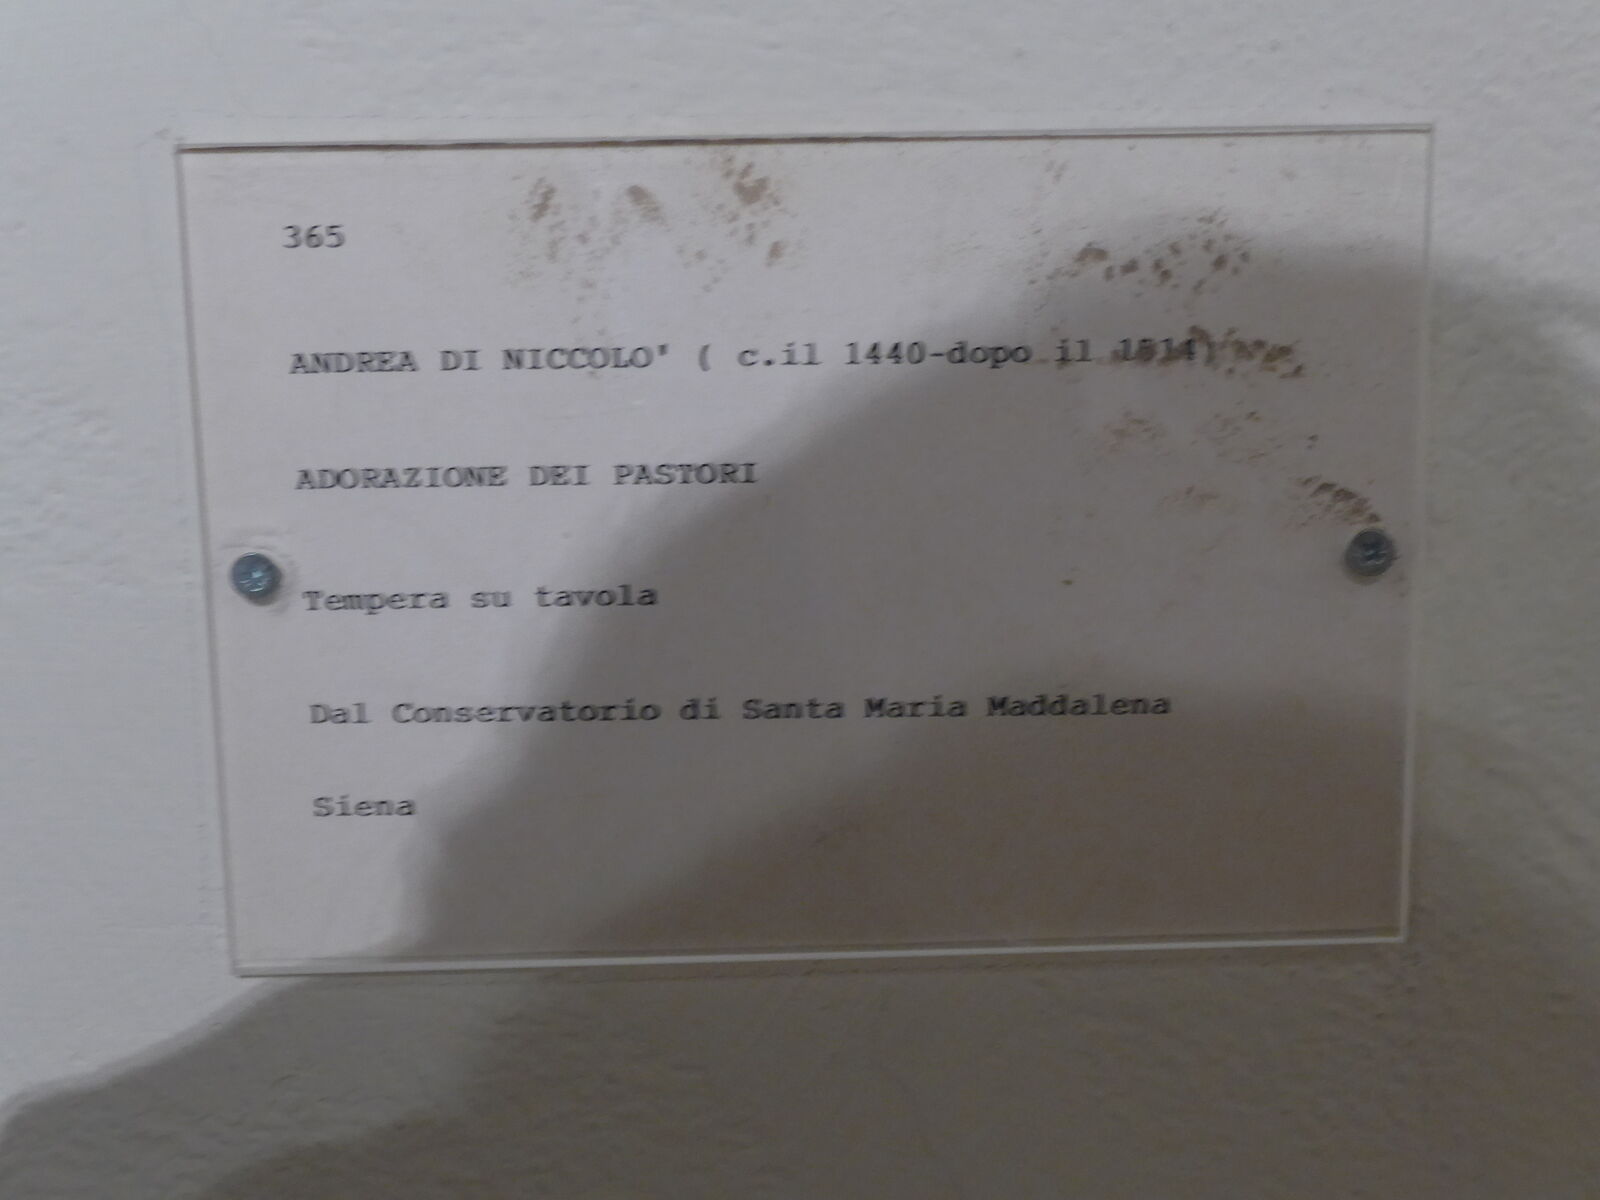 365
ANDREA DI NICCOLO' ( c.il 1440-dopo il 1514)
ADORAZIONE DEI PASTORI
Tempera su tavola
Dal Conservatorio di Santa Maria Maddalena
Siena